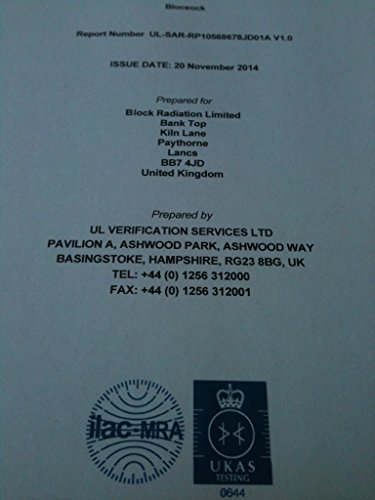 Blocsock
Report Number UL-SAR-RP10568678JD01A V1.0
ISSUE DATE: 20 November 2014
Prepared for
Block Radiation Limited
Bank Top
Kiln Lane
Paythorne
Lancs
BB7 4JD
United Kingdom
Prepared by
UL VERIFICATION SERVICES LTD
PAVILION A, ASHWOOD PARK, ASHWOOD WAY
BASINGSTOKE, HAMPSHIRE, RG23 8BG, UK
TEL: +44 (0) 1256 312000
FAX: +44 (0) 1256 312001
ilac-MRA
UKAS
TESTING
0644